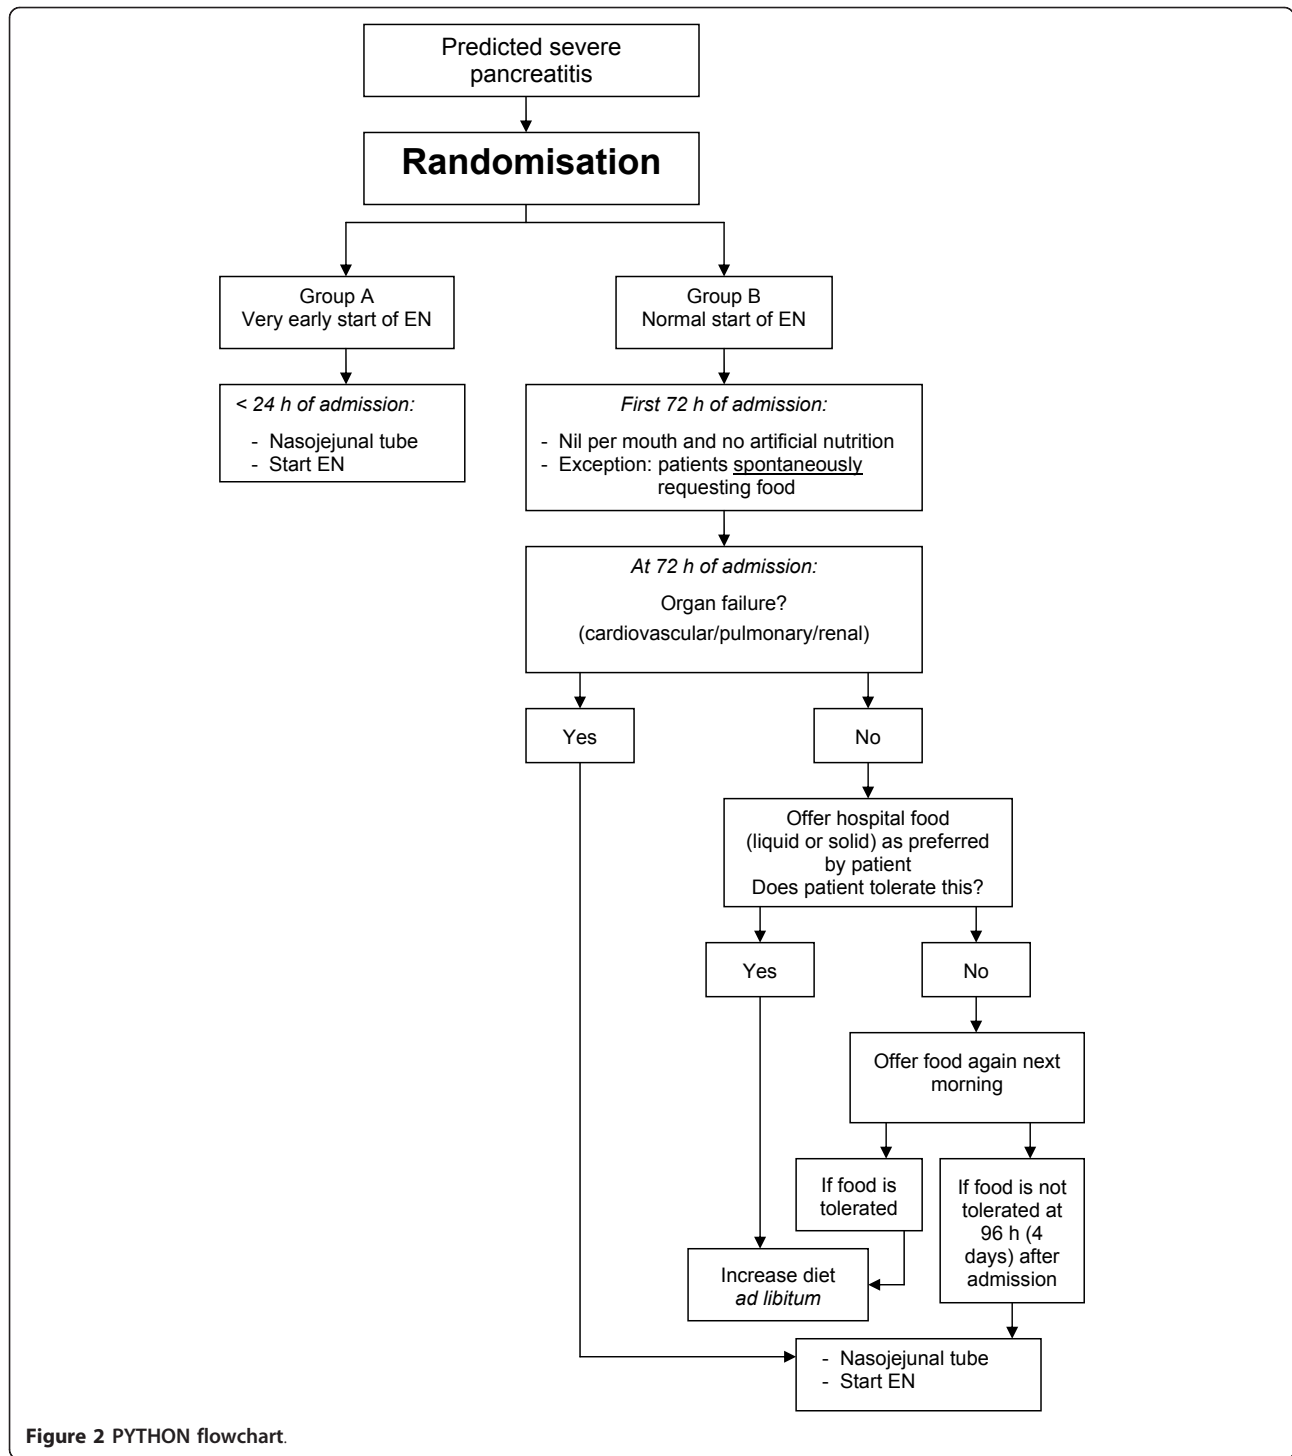 Predicted severe
pancreatitis
Randomisation
Group A
Very early start of EN
Group B
Normal start of EN
< 24 h of admission:
- Nasojejunal tube
- Start EN
First 72 h of admission:
- Nil per mouth and no artificial nutrition
- Exception: patients spontaneously
requesting food
At 72 h of admission:
Organ failure?
(cardiovascular/pulmonary/renal)
Yes
No
Offer hospital food
(liquid or solid) as preferred
by patient
Does patient tolerate this?
Yes
No
Offer food again next
morning
If food is
tolerated
If food is not
tolerated at
96 h (4
days) after
admission
Increase diet
ad libitum
- Nasojejunal tube
- Start EN
Figure 2 PYTHON flowchart.